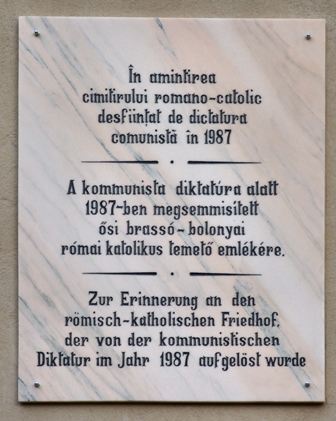 În amintirea
cimitirului romano-catolic
desființat de dictatura
comunistă în 1987
A kommunista diktatúra alatt
1987-ben megsemmisített
ősi brassó-bolonyai
római katolikus temető emlékére.
Zur Erinnerung an den
römisch-katholischen Friedhof,
der von der kommunistischen
Diktatur im Jahr 1987 aufgelöst wurde